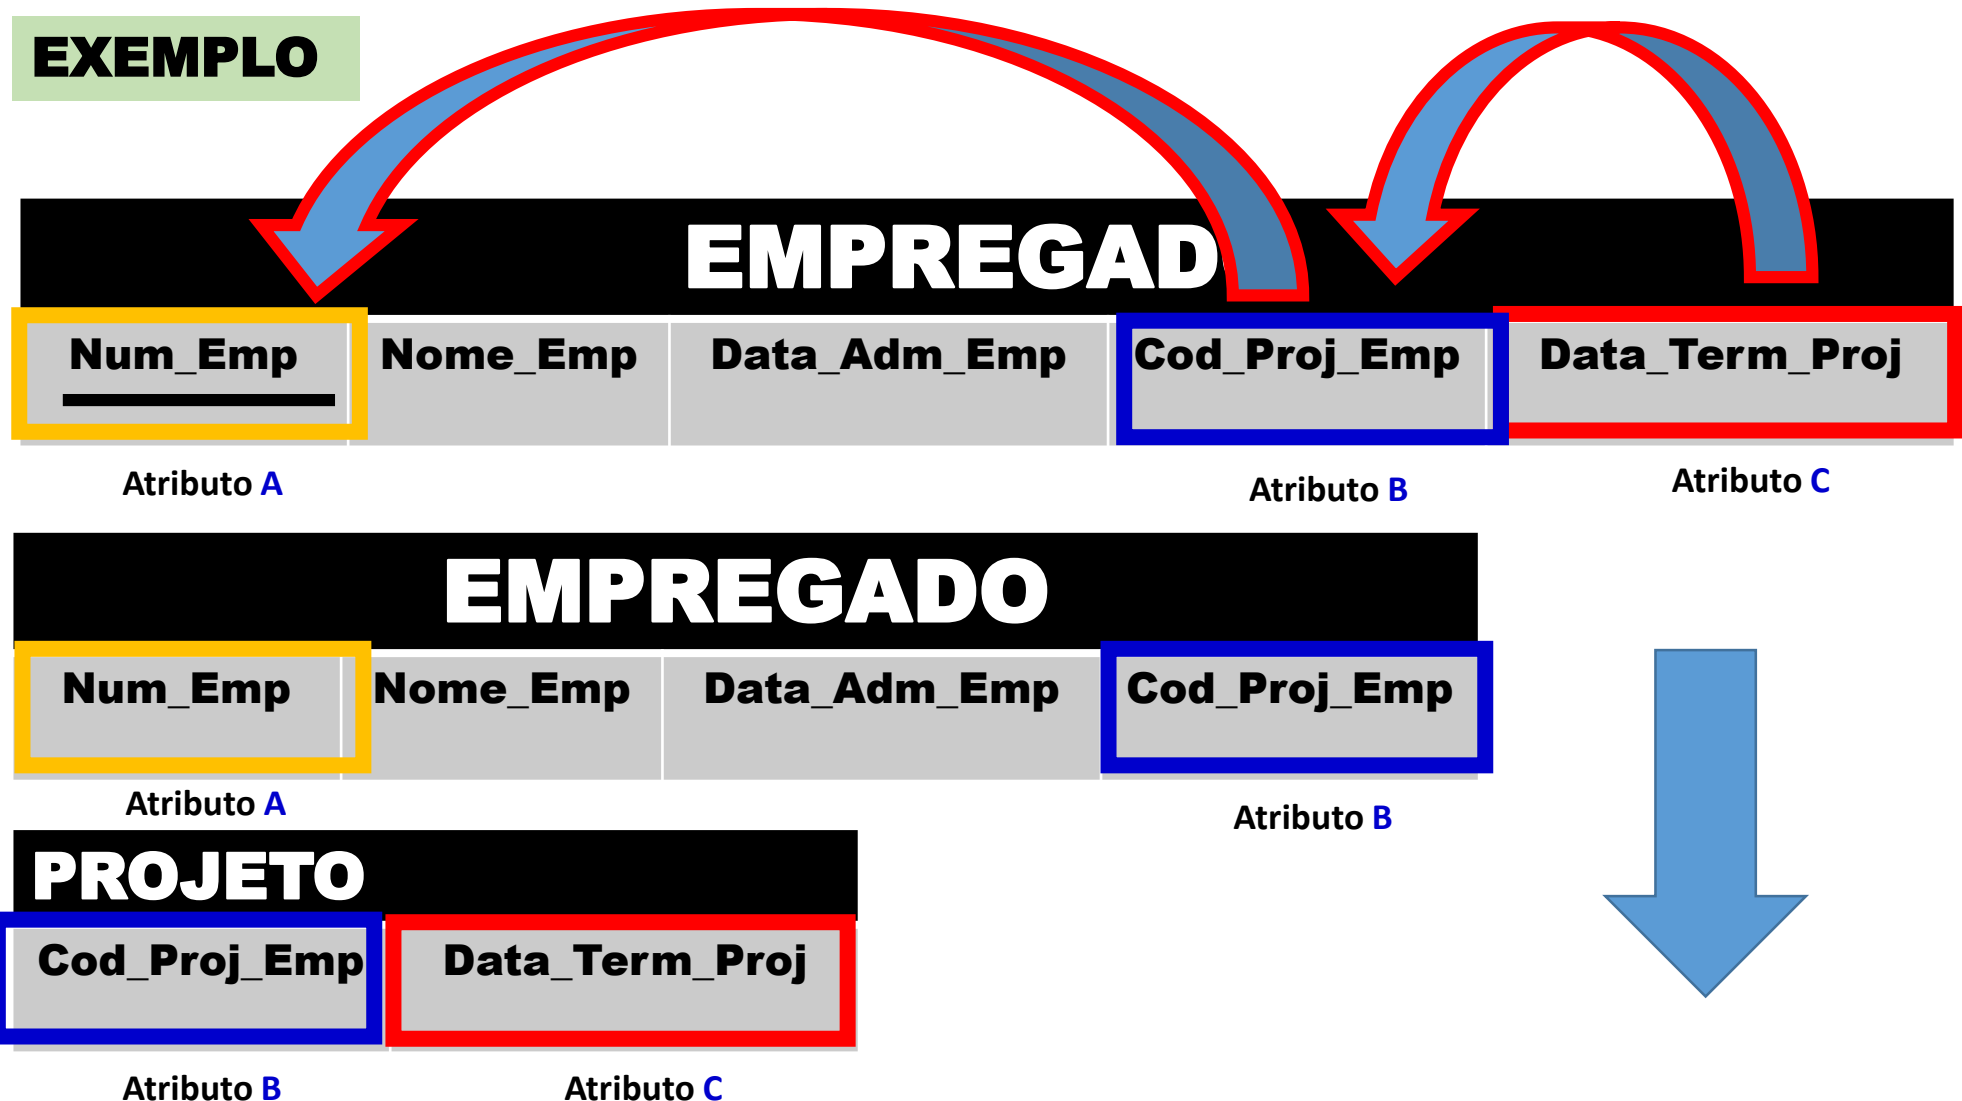 EXEMPLO
EMPREGAD
Num_Emp Nome_Emp Data_Adm_Emp Cod_Proj_Emp Data_Term_Proj
Atributo A Atributo B Atributo C
EMPREGADO
Num_Emp Nome_Emp Data_Adm_Emp Cod_Proj_Emp
Atributo A Atributo B
PROJETO
Cod_Proj_Emp Data_Term_Proj
Atributo B Atributo C